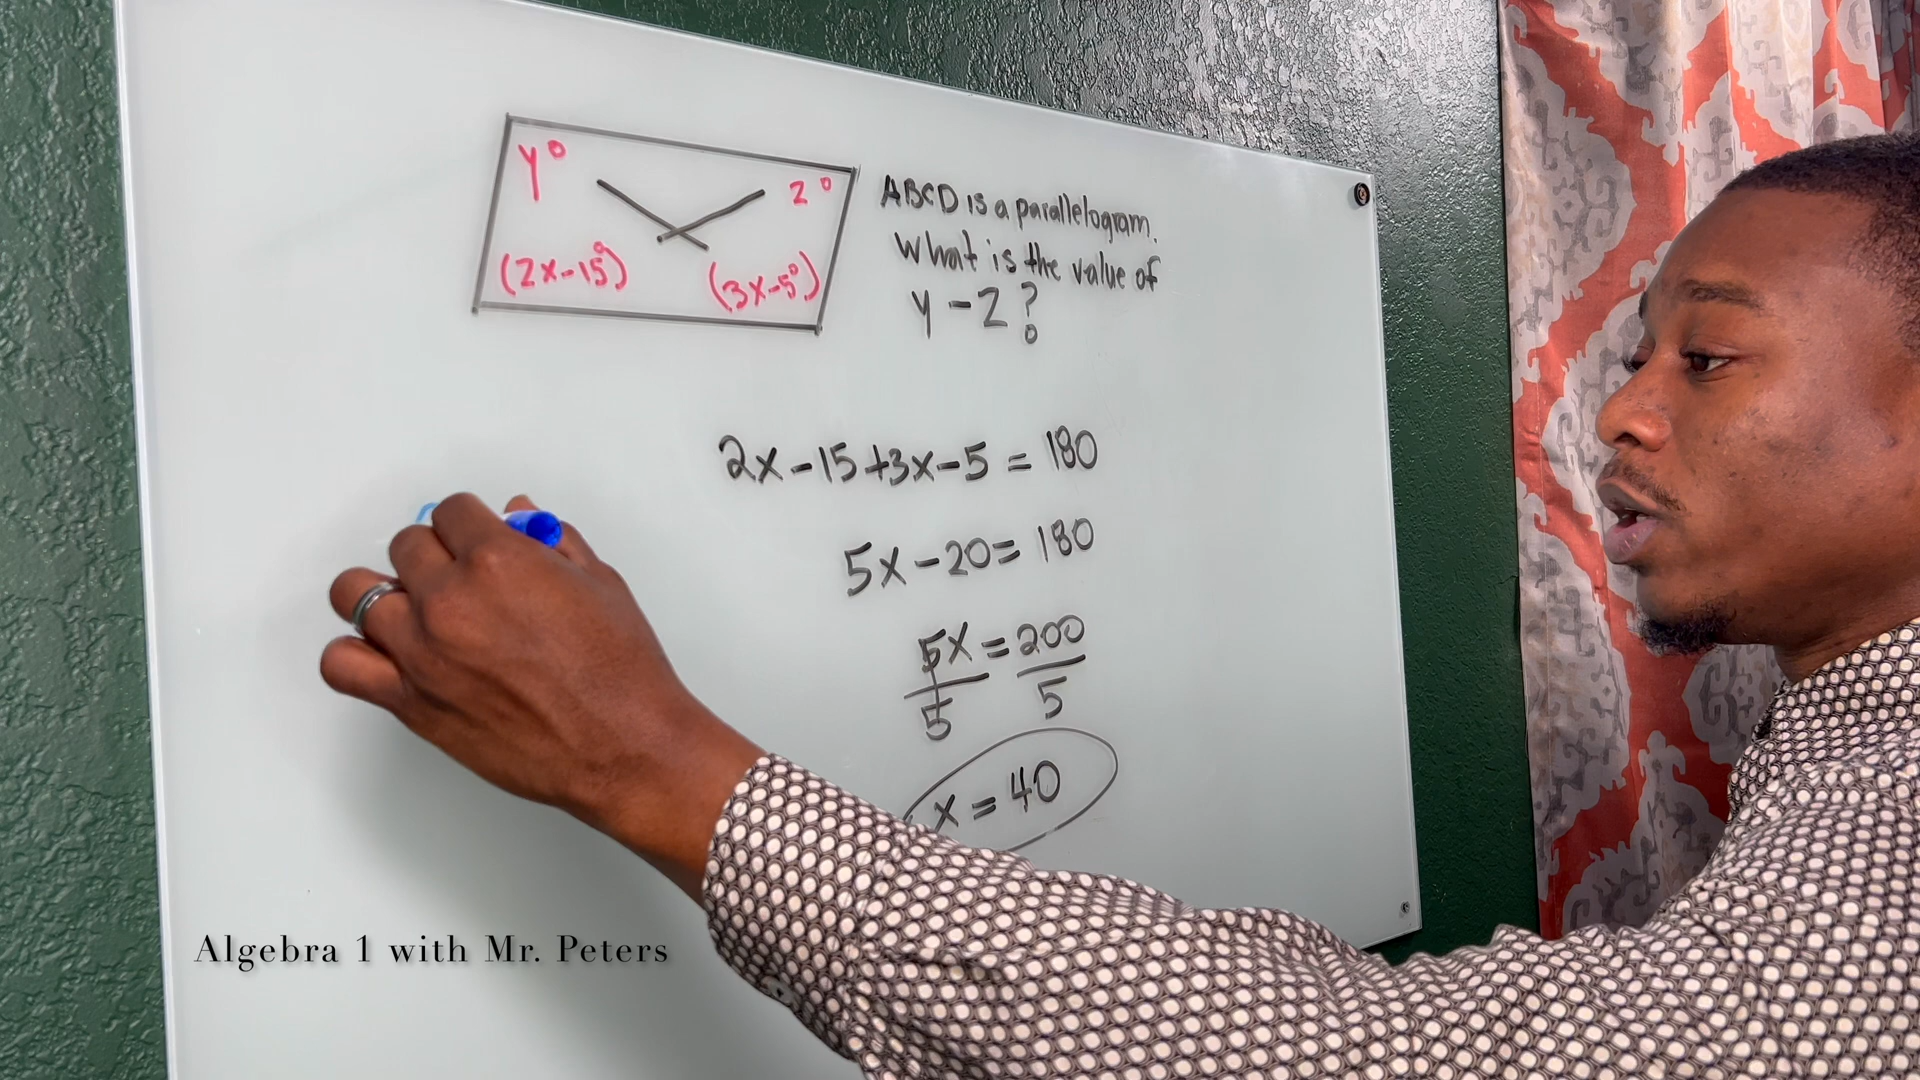 y°
z°
(2x-15°)
(3x-5°)
ABCD is a parallelogram.
What is the value of
y - z?
2x - 15 + 3x - 5 = 180
5x - 20 = 180
5x = 200
5 5
x = 40
Algebra 1 with Mr. Peters